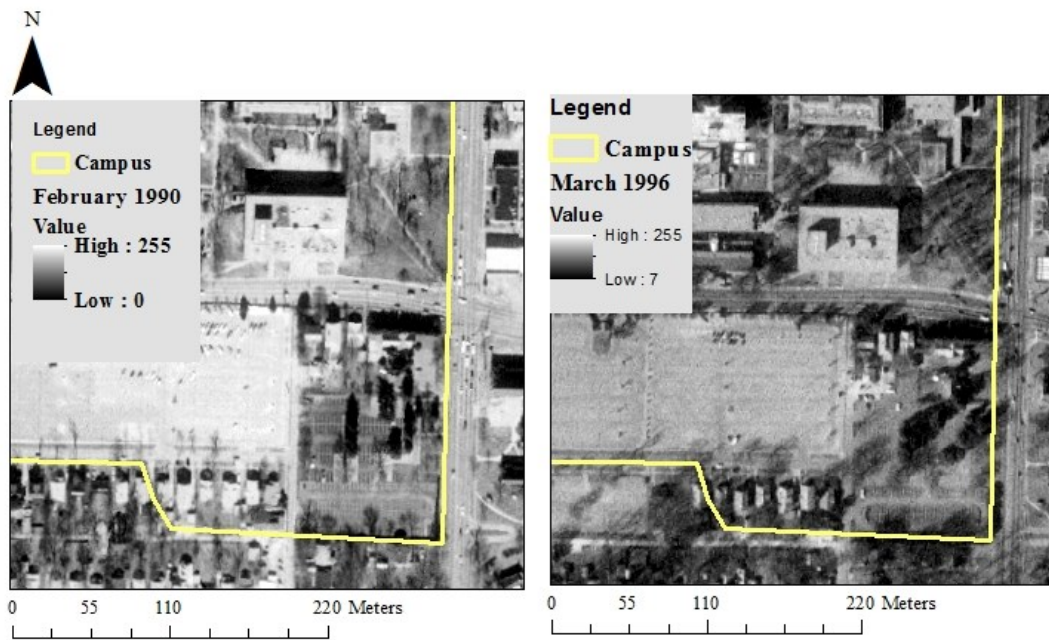 N
Legend
Campus
February 1990
Value
High : 255
Low : 0
0 55 110 220 Meters
Legend
Campus
March 1996
Value
High : 255
Low : 7
0 55 110 220 Meters